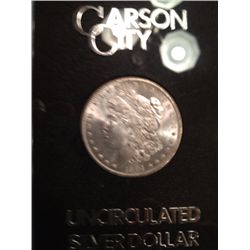 CARSON
CITY
UNCIRCULATED
SILVER DOLLAR